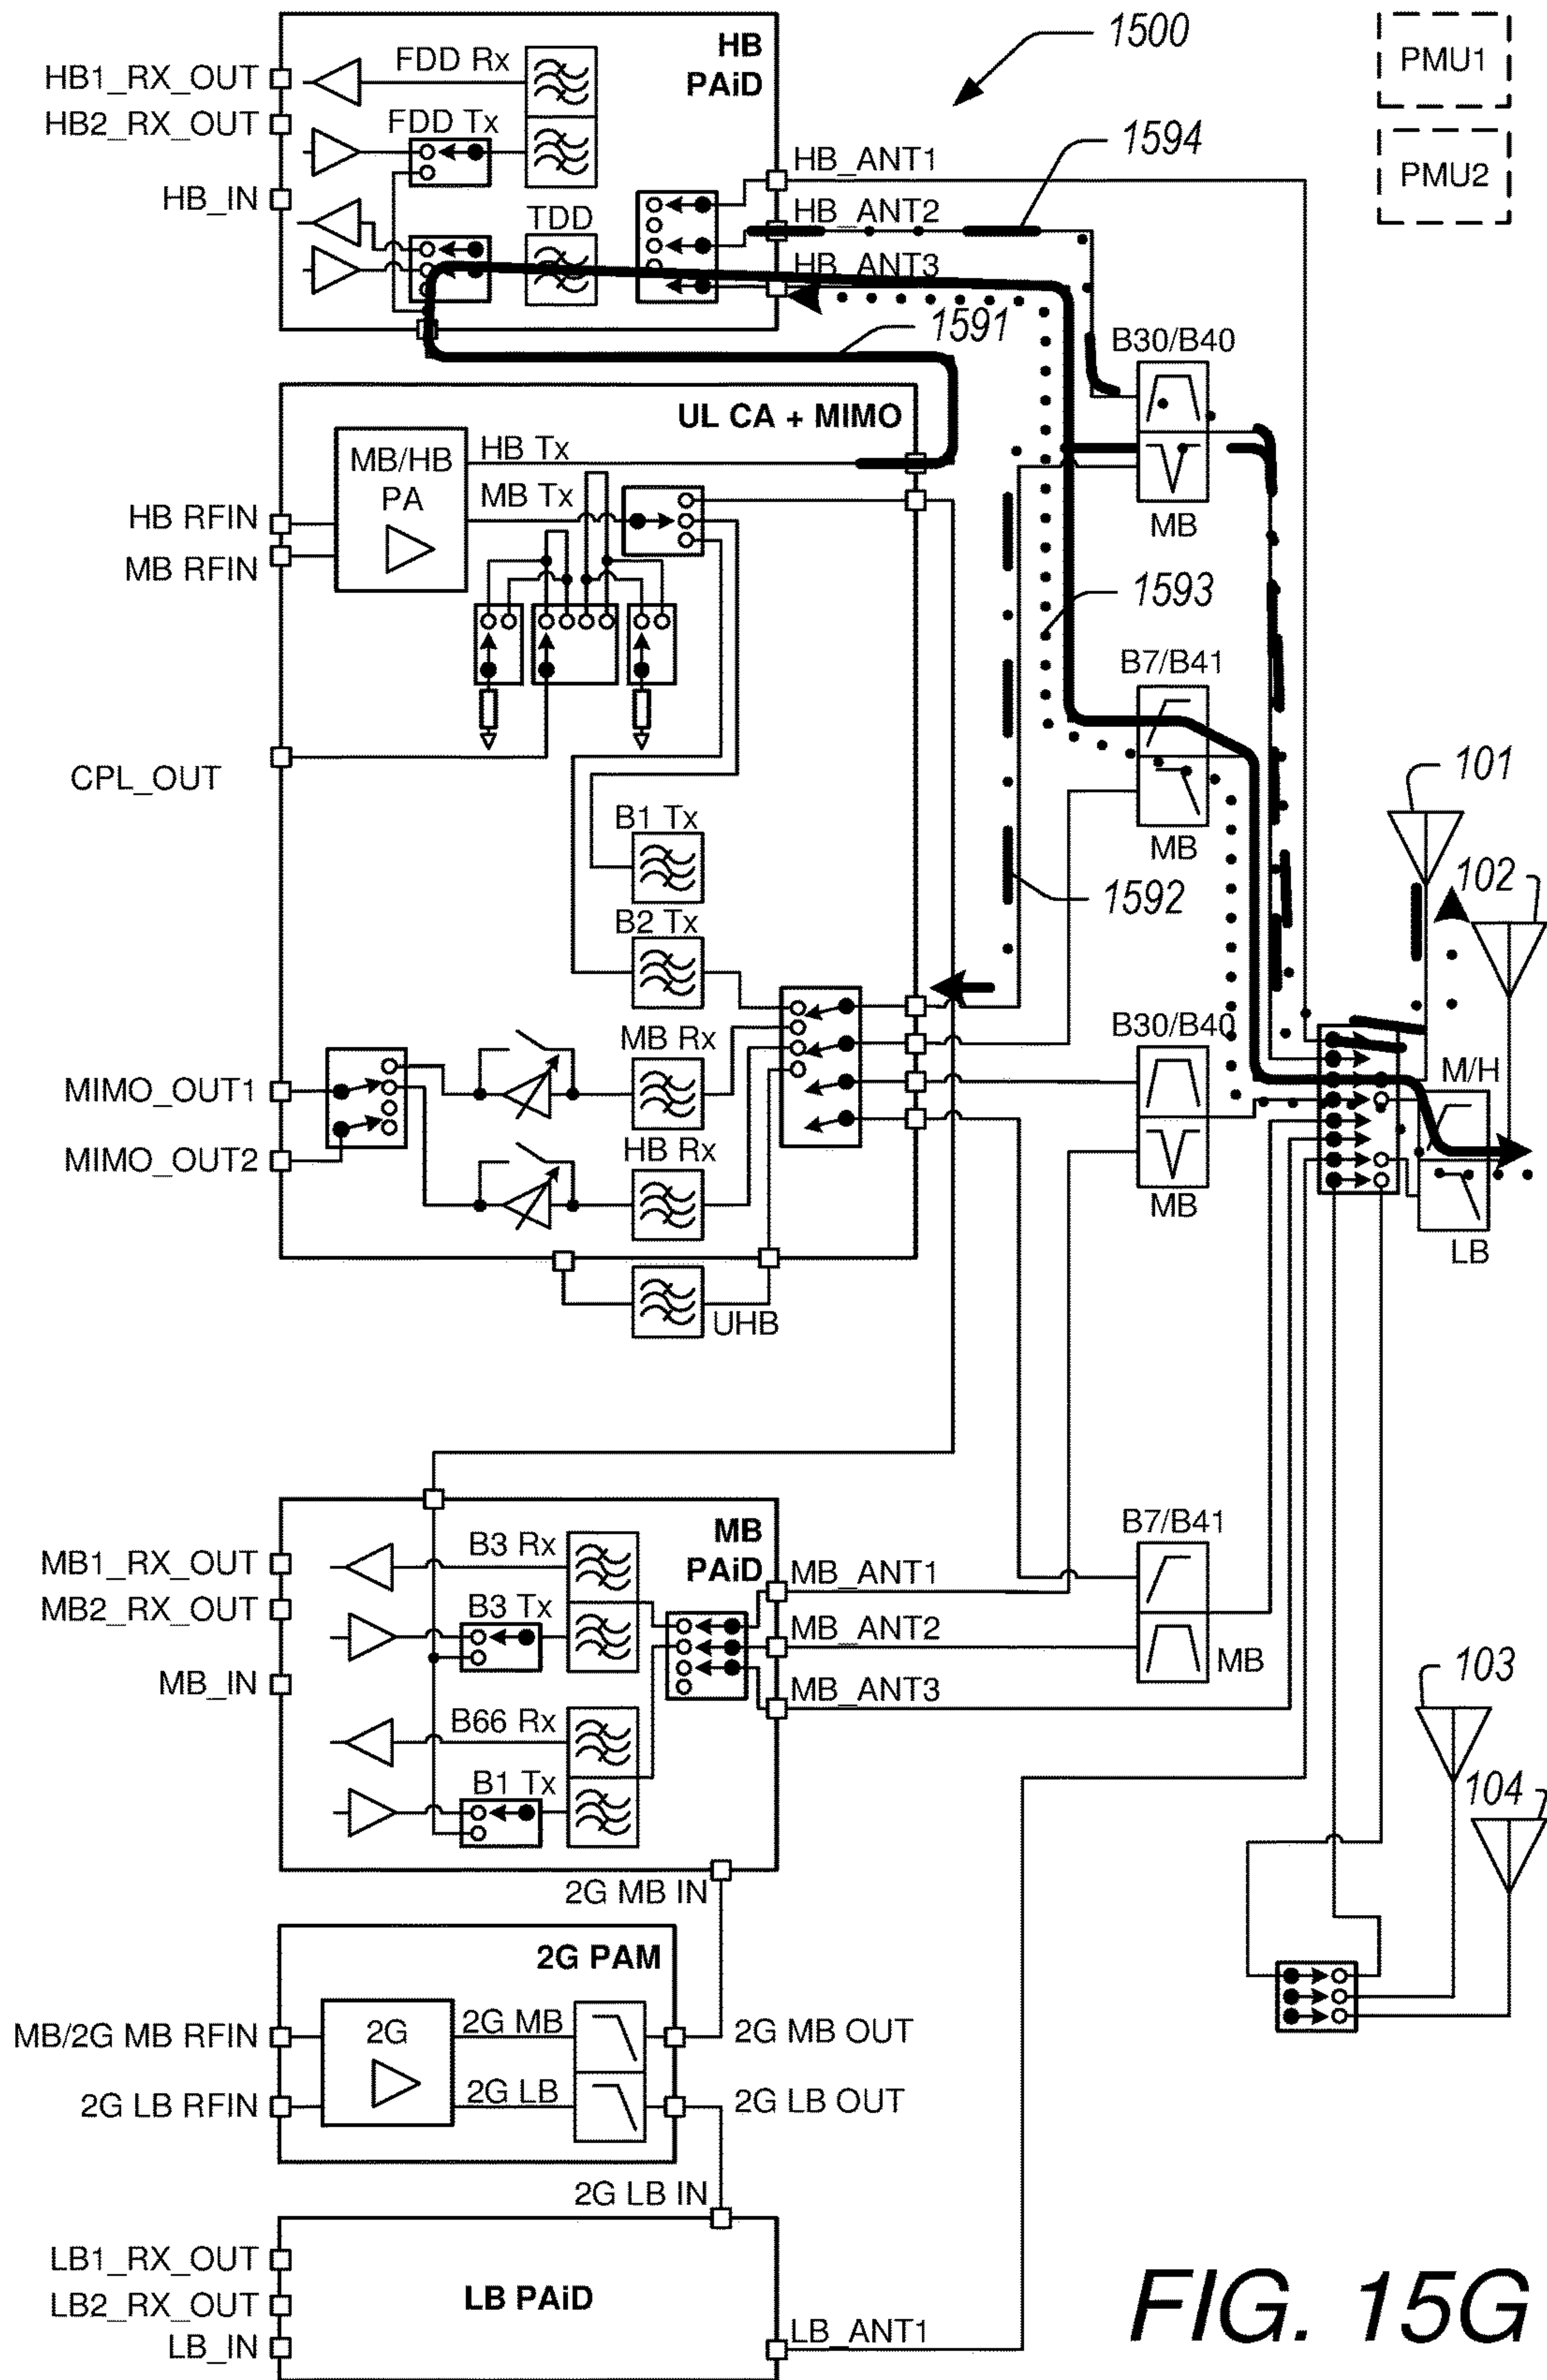 1500
PMU1
PMU2
HB
PAiD
FDD Rx
HB1_RX_OUT
HB2_RX_OUT
FDD Tx
HB_IN
TDD
HB_ANT1
HB_ANT2
HB_ANT3
1594
1591
B30/B40
MB
UL CA + MIMO
MB/HB
PA
HB Tx
MB Tx
HB RFIN
MB RFIN
1593
B7/B41
MB
CPL_OUT
101
102
B1 Tx
1592
B2 Tx
B30/B40
MB
MB Rx
M/H
LB
MIMO_OUT1
MIMO_OUT2
HB Rx
UHB
MB
PAiD
B3 Rx
MB1_RX_OUT
MB2_RX_OUT
B3 Tx
MB_IN
B66 Rx
B1 Tx
MB_ANT1
MB_ANT2
MB_ANT3
B7/B41
MB
103
104
2G MB IN
2G PAM
MB/2G MB RFIN
2G
2G MB
2G MB OUT
2G LB RFIN
2G LB
2G LB OUT
2G LB IN
LB1_RX_OUT
LB2_RX_OUT
LB_IN
LB PAiD
LB_ANT1
FIG. 15G